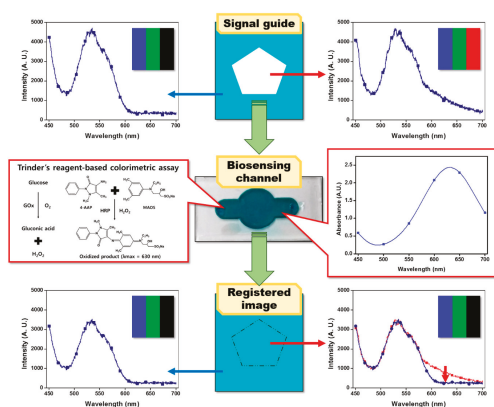 Signal guide
Intensity (A. U.)
5000
4000
3000
2000
1000
0
450 500 550 600 650 700
Wavelength (nm)
Intensity (A. U.)
5000
4000
3000
2000
1000
0
450 500 550 600 650 700
Wavelength (nm)
Trinder's reagent-based colorimetric assay
Glucose
GOx O₂
Gluconic acid
+
H₂O₂
4-AAP
+
MAOS
HRP H₂O₂
Oxidized product (λmax = 630 nm)
Biosensing
channel
Absorbance (A.U.)
2.5
2.0
1.5
1.0
0.5
0.0
450 500 550 600 650 700
Wavelength (nm)
Registered
image
Intensity (A. U.)
5000
4000
3000
2000
1000
0
450 500 550 600 650 700
Wavelength (nm)
Intensity (A. U.)
5000
4000
3000
2000
1000
0
450 500 550 600 650 700
Wavelength (nm)